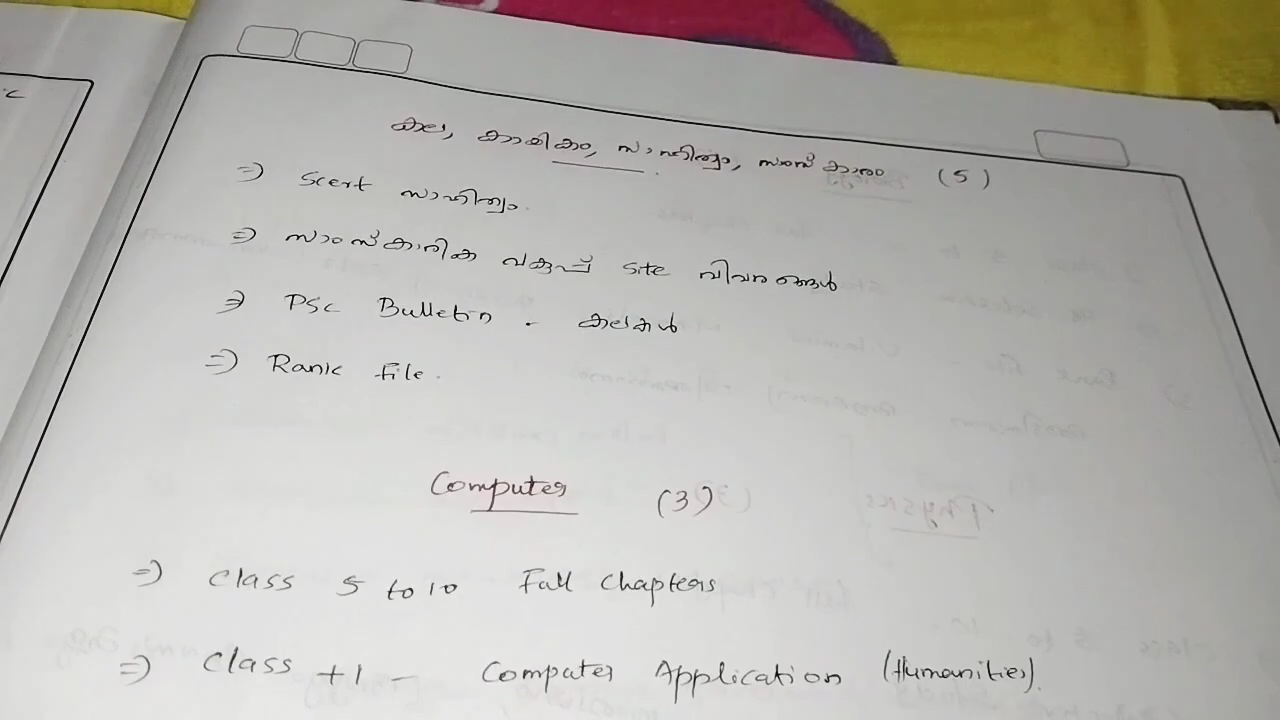 കല, കായികം, സാഹിത്യം, സംസ്കാരം (5)
=> Scert സാഹിത്യം.
=> സാംസ്കാരിക വകുപ്പ് site വിവരങ്ങൾ
=> PSC Bulletin - കലകൾ
=> Rank file.
Computer (3)
=> class 5 to 10 Full chapters
=> class +1 - Computer Application (Humanities).